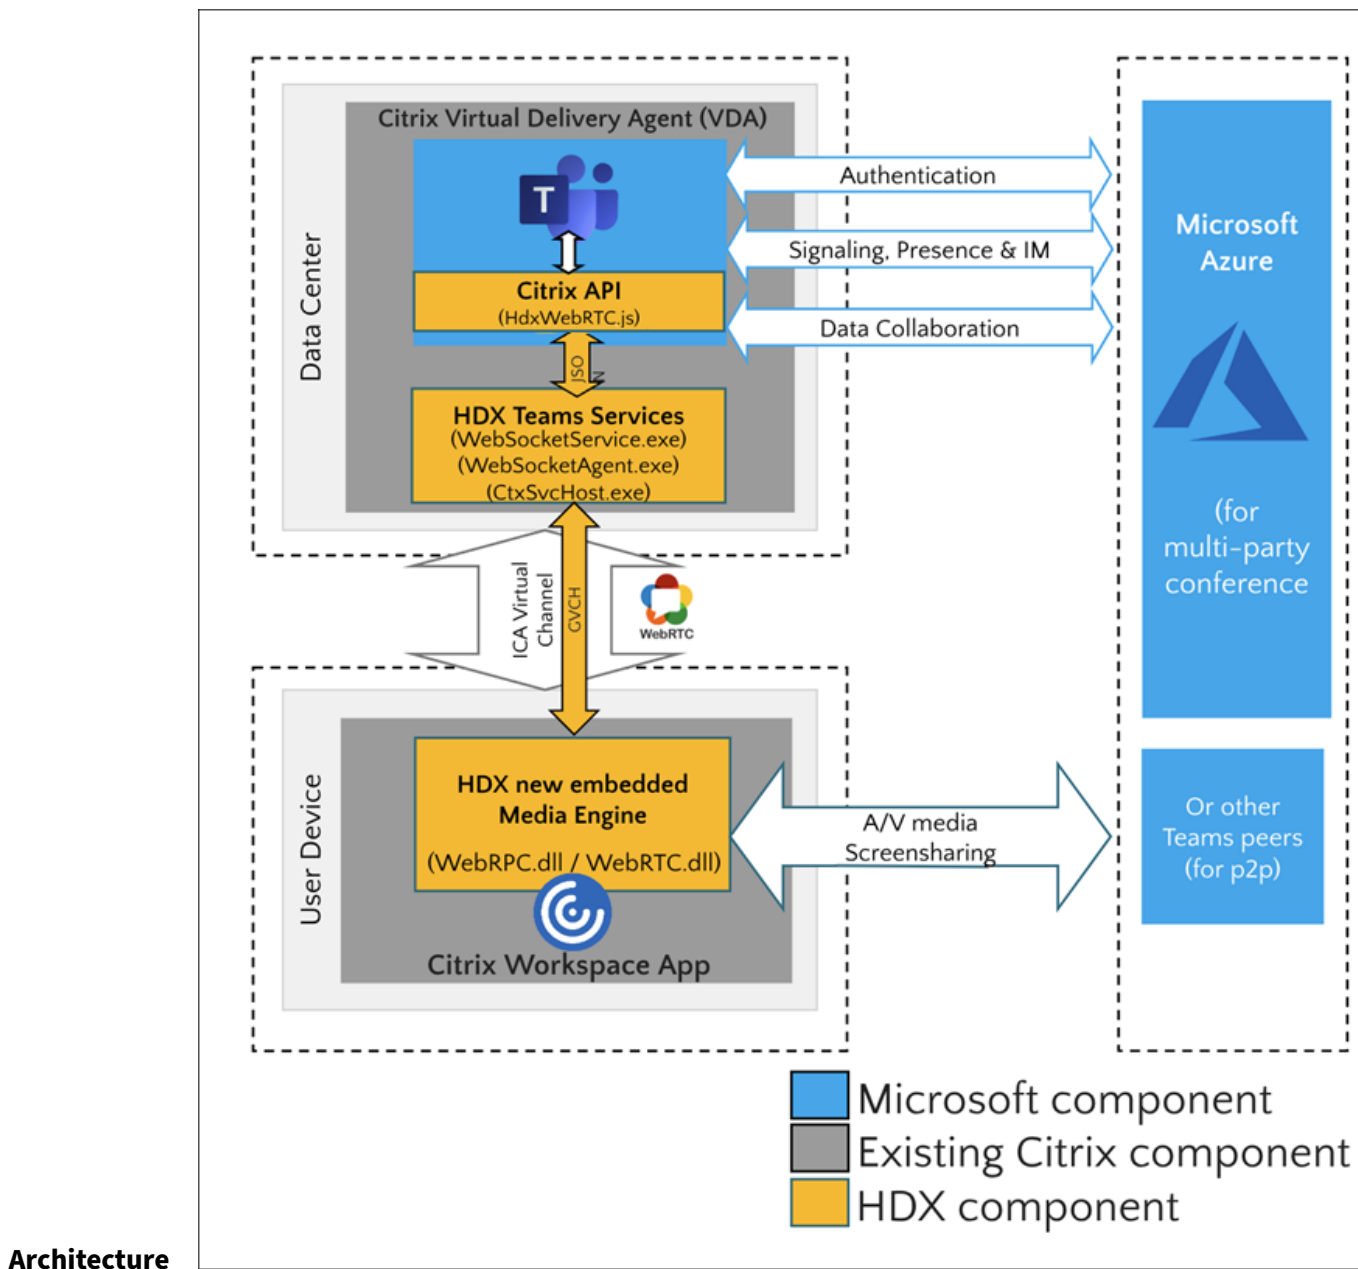 Citrix Virtual Delivery Agent (VDA)
T
Citrix API
(HdxWebRTC.js)
JSO
N
HDX Teams Services
(WebSocketService.exe)
(WebSocketAgent.exe)
(CtxSvcHost.exe)
Data Center
Authentication
Signaling, Presence & IM
Data Collaboration
Microsoft
Azure
(for
multi-party
conference
ICA Virtual
Channel
GVCH
WebRTC
User Device
HDX new embedded
Media Engine
(WebRPC.dll / WebRTC.dll)
Citrix Workspace App
A/V media
Screensharing
Or other
Teams peers
(for p2p)
Microsoft component
Existing Citrix component
HDX component
Architecture